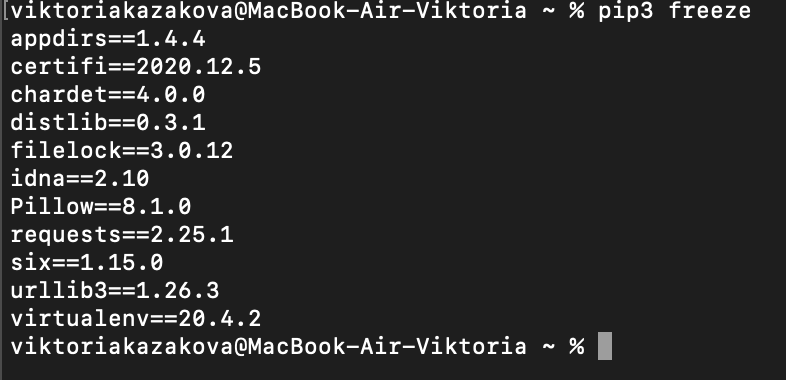 [viktoriakazakova@MacBook-Air-Viktoria ~ % pip3 freeze
appdirs==1.4.4
certifi==2020.12.5
chardet==4.0.0
distlib==0.3.1
filelock==3.0.12
idna==2.10
Pillow==8.1.0
requests==2.25.1
six==1.15.0
urllib3==1.26.3
virtualenv==20.4.2
viktoriakazakova@MacBook-Air-Viktoria ~ %